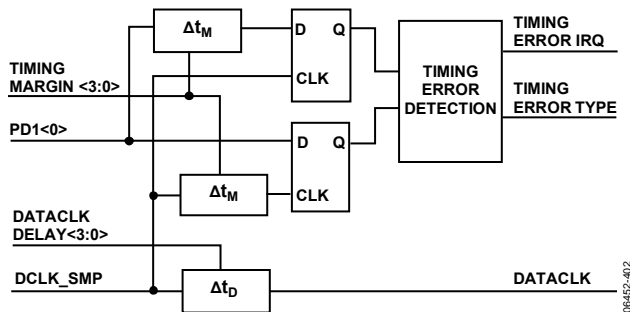 Δt_M
D Q
CLK
TIMING
ERROR
DETECTION
TIMING
ERROR IRQ
TIMING
ERROR TYPE
TIMING
MARGIN <3:0>
PD1<0>
D Q
CLK
Δt_M
DATACLK
DELAY<3:0>
DCLK_SMP
Δt_D
DATACLK
06452-402